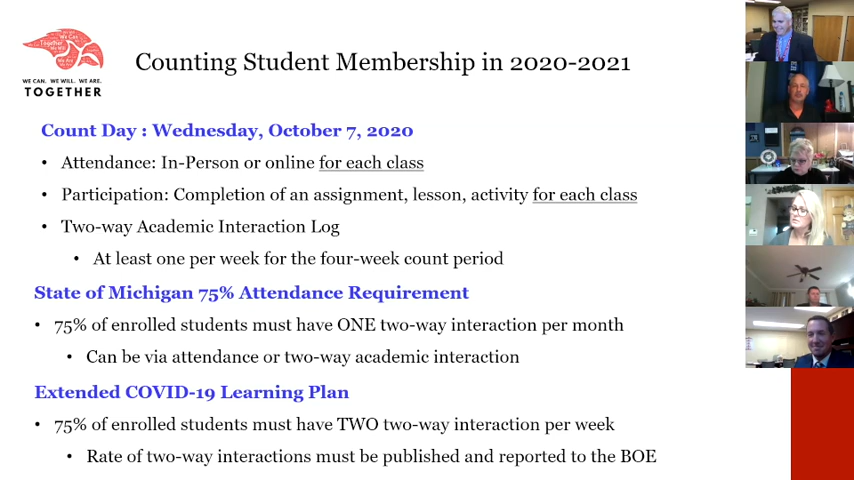 Together
WE CAN. WE WILL. WE ARE.
TOGETHER
Counting Student Membership in 2020-2021
Count Day : Wednesday, October 7, 2020
• Attendance: In-Person or online for each class
• Participation: Completion of an assignment, lesson, activity for each class
• Two-way Academic Interaction Log
• At least one per week for the four-week count period
State of Michigan 75% Attendance Requirement
• 75% of enrolled students must have ONE two-way interaction per month
• Can be via attendance or two-way academic interaction
Extended COVID-19 Learning Plan
• 75% of enrolled students must have TWO two-way interaction per week
• Rate of two-way interactions must be published and reported to the BOE